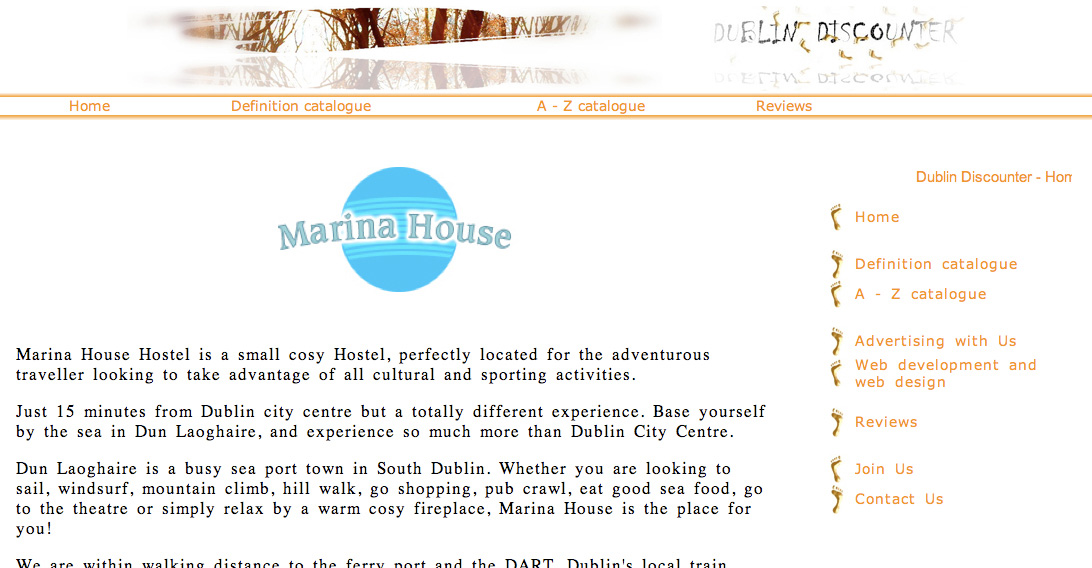 DUBLIN DISCOUNTER
Home Definition catalogue A - Z catalogue Reviews
Marina House
Marina House Hostel is a small cosy Hostel, perfectly located for the adventurous
traveller looking to take advantage of all cultural and sporting activities.
Just 15 minutes from Dublin city centre but a totally different experience. Base yourself
by the sea in Dun Laoghaire, and experience so much more than Dublin City Centre.
Dun Laoghaire is a busy sea port town in South Dublin. Whether you are looking to
sail, windsurf, mountain climb, hill walk, go shopping, pub crawl, eat good sea food, go
to the theatre or simply relax by a warm cosy fireplace, Marina House is the place for
you!
We are within walking distance to the ferry port and the DART, Dublin's local train
Dublin Discounter - Hom
Home
Definition catalogue
A - Z catalogue
Advertising with Us
Web development and
web design
Reviews
Join Us
Contact Us